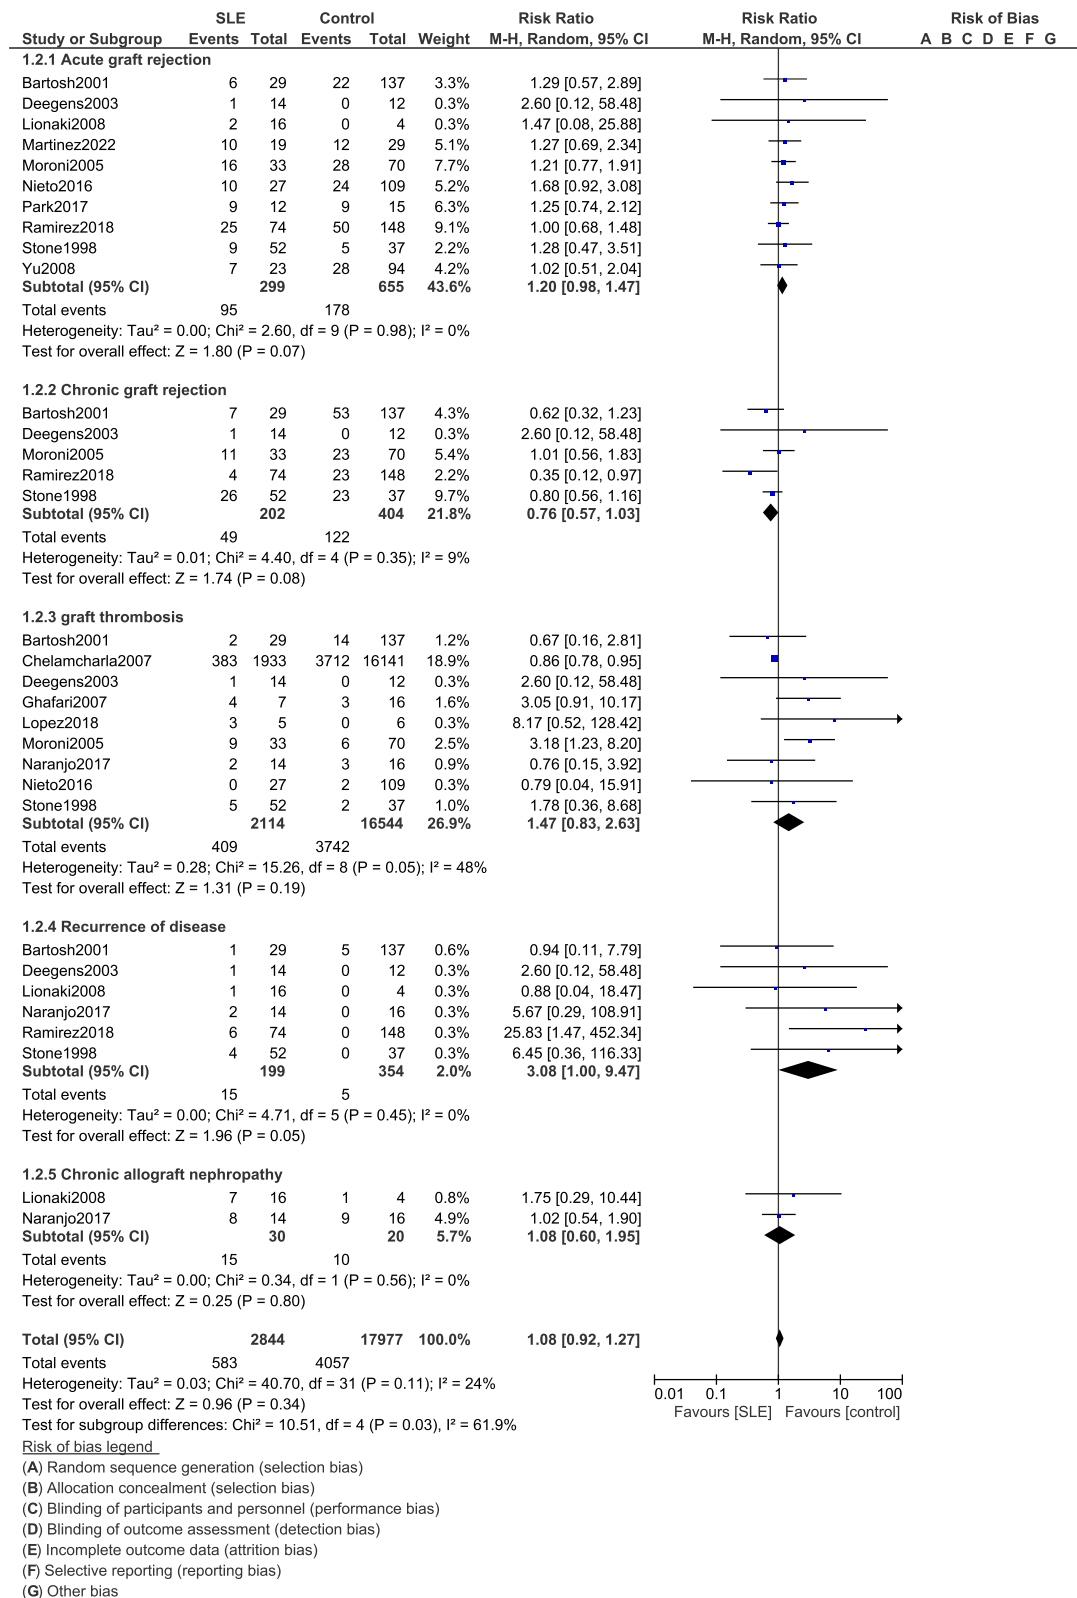 SLE Control Risk Ratio Risk Ratio Risk of Bias
Study or Subgroup Events Total Events Total Weight M-H, Random, 95% CI M-H, Random, 95% CI A B C D E F G
1.2.1 Acute graft rejection
Bartosh2001 6 29 22 137 3.3% 1.29 [0.57, 2.89]
Deegens2003 1 14 0 12 0.3% 2.60 [0.12, 58.48]
Lionaki2008 2 16 0 4 0.3% 1.47 [0.08, 25.88]
Martinez2022 10 19 12 29 5.1% 1.27 [0.69, 2.34]
Moroni2005 16 33 28 70 7.7% 1.21 [0.77, 1.91]
Nieto2016 10 27 24 109 5.2% 1.68 [0.92, 3.08]
Park2017 9 12 9 15 6.3% 1.25 [0.74, 2.12]
Ramirez2018 25 74 50 148 9.1% 1.00 [0.68, 1.48]
Stone1998 9 52 5 37 2.2% 1.28 [0.47, 3.51]
Yu2008 7 23 28 94 4.2% 1.02 [0.51, 2.04]
Subtotal (95% CI) 299 655 43.6% 1.20 [0.98, 1.47]
Total events 95 178
Heterogeneity: Tau² = 0.00; Chi² = 2.60, df = 9 (P = 0.98); I² = 0%
Test for overall effect: Z = 1.80 (P = 0.07)
1.2.2 Chronic graft rejection
Bartosh2001 7 29 53 137 4.3% 0.62 [0.32, 1.23]
Deegens2003 1 14 0 12 0.3% 2.60 [0.12, 58.48]
Moroni2005 11 33 23 70 5.4% 1.01 [0.56, 1.83]
Ramirez2018 4 74 23 148 2.2% 0.35 [0.12, 0.97]
Stone1998 26 52 23 37 9.7% 0.80 [0.56, 1.16]
Subtotal (95% CI) 202 404 21.8% 0.76 [0.57, 1.03]
Total events 49 122
Heterogeneity: Tau² = 0.01; Chi² = 4.40, df = 4 (P = 0.35); I² = 9%
Test for overall effect: Z = 1.74 (P = 0.08)
1.2.3 graft thrombosis
Bartosh2001 2 29 14 137 1.2% 0.67 [0.16, 2.81]
Chelamcharla2007 383 1933 3712 16141 18.9% 0.86 [0.78, 0.95]
Deegens2003 1 14 0 12 0.3% 2.60 [0.12, 58.48]
Ghafari2007 4 7 3 16 1.6% 3.05 [0.91, 10.17]
Lopez2018 3 5 0 6 0.3% 8.17 [0.52, 128.42]
Moroni2005 9 33 6 70 2.5% 3.18 [1.23, 8.20]
Naranjo2017 2 14 3 16 0.9% 0.76 [0.15, 3.92]
Nieto2016 0 27 2 109 0.3% 0.79 [0.04, 15.91]
Stone1998 5 52 2 37 1.0% 1.78 [0.36, 8.68]
Subtotal (95% CI) 2114 16544 26.9% 1.47 [0.83, 2.63]
Total events 409 3742
Heterogeneity: Tau² = 0.28; Chi² = 15.26, df = 8 (P = 0.05); I² = 48%
Test for overall effect: Z = 1.31 (P = 0.19)
1.2.4 Recurrence of disease
Bartosh2001 1 29 5 137 0.6% 0.94 [0.11, 7.79]
Deegens2003 1 14 0 12 0.3% 2.60 [0.12, 58.48]
Lionaki2008 1 16 0 4 0.3% 0.88 [0.04, 18.47]
Naranjo2017 2 14 0 16 0.3% 5.67 [0.29, 108.91]
Ramirez2018 6 74 0 148 0.3% 25.83 [1.47, 452.34]
Stone1998 4 52 0 37 0.3% 6.45 [0.36, 116.33]
Subtotal (95% CI) 199 354 2.0% 3.08 [1.00, 9.47]
Total events 15 5
Heterogeneity: Tau² = 0.00; Chi² = 4.71, df = 5 (P = 0.45); I² = 0%
Test for overall effect: Z = 1.96 (P = 0.05)
1.2.5 Chronic allograft nephropathy
Lionaki2008 7 16 1 4 0.8% 1.75 [0.29, 10.44]
Naranjo2017 8 14 9 16 4.9% 1.02 [0.54, 1.90]
Subtotal (95% CI) 30 20 5.7% 1.08 [0.60, 1.95]
Total events 15 10
Heterogeneity: Tau² = 0.00; Chi² = 0.34, df = 1 (P = 0.56); I² = 0%
Test for overall effect: Z = 0.25 (P = 0.80)
Total (95% CI) 2844 17977 100.0% 1.08 [0.92, 1.27]
Total events 583 4057
Heterogeneity: Tau² = 0.03; Chi² = 40.70, df = 31 (P = 0.11); I² = 24%
0.01 0.1 1 10 100
Test for overall effect: Z = 0.96 (P = 0.34)
Favours [SLE] Favours [control]
Test for subgroup differences: Chi² = 10.51, df = 4 (P = 0.03), I² = 61.9%
Risk of bias legend
(A) Random sequence generation (selection bias)
(B) Allocation concealment (selection bias)
(C) Blinding of participants and personnel (performance bias)
(D) Blinding of outcome assessment (detection bias)
(E) Incomplete outcome data (attrition bias)
(F) Selective reporting (reporting bias)
(G) Other bias